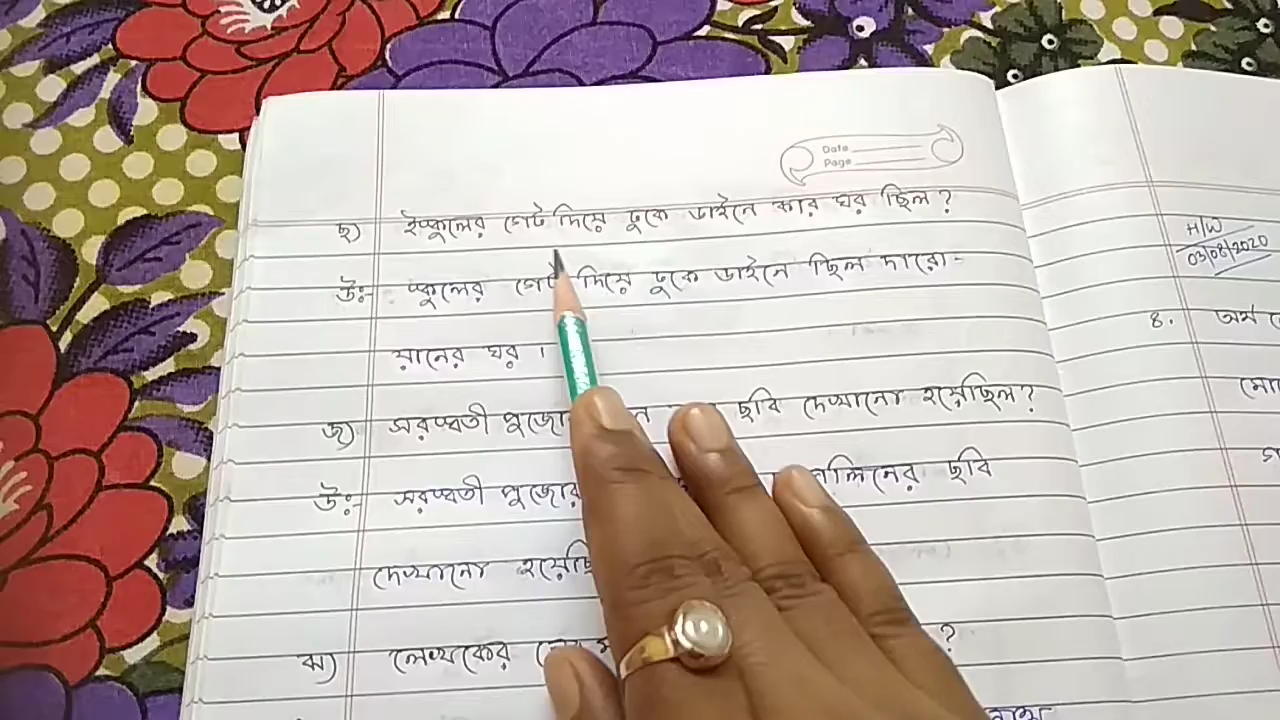 Date
Page
ছ) ইস্কুলের গেট দিয়ে ঢুকে ডাইনে কার ঘর ছিল?
উঃ- স্কুলের গেট দিয়ে ঢুকে ডাইনে ছিল দারো-
য়ানের ঘর ।
জ) সরস্বতী পুজোর ছবি দেখানো হয়েছিল?
উঃ- সরস্বতী পুজোর ছবি
দেখানো
ঝ) লেখকের ?
H/W
03/08/2020
৪. অর্থ